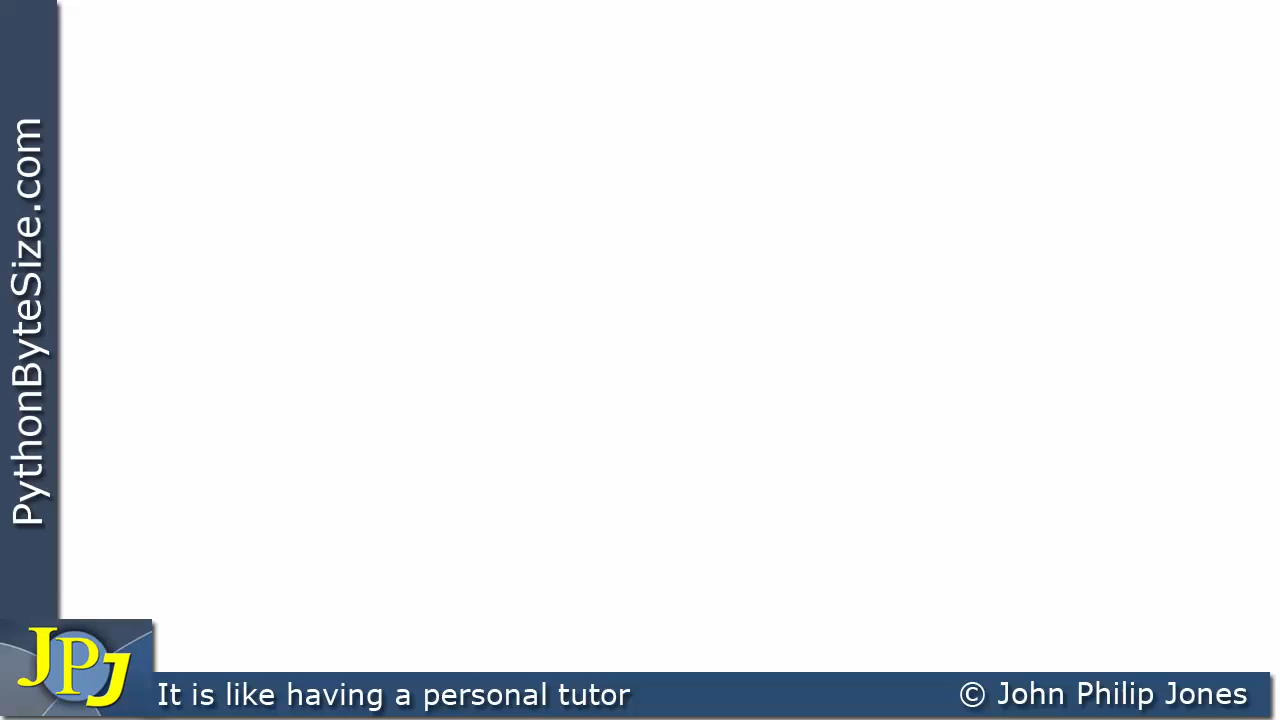 PythonByteSize.com
JPJ
It is like having a personal tutor
© John Philip Jones